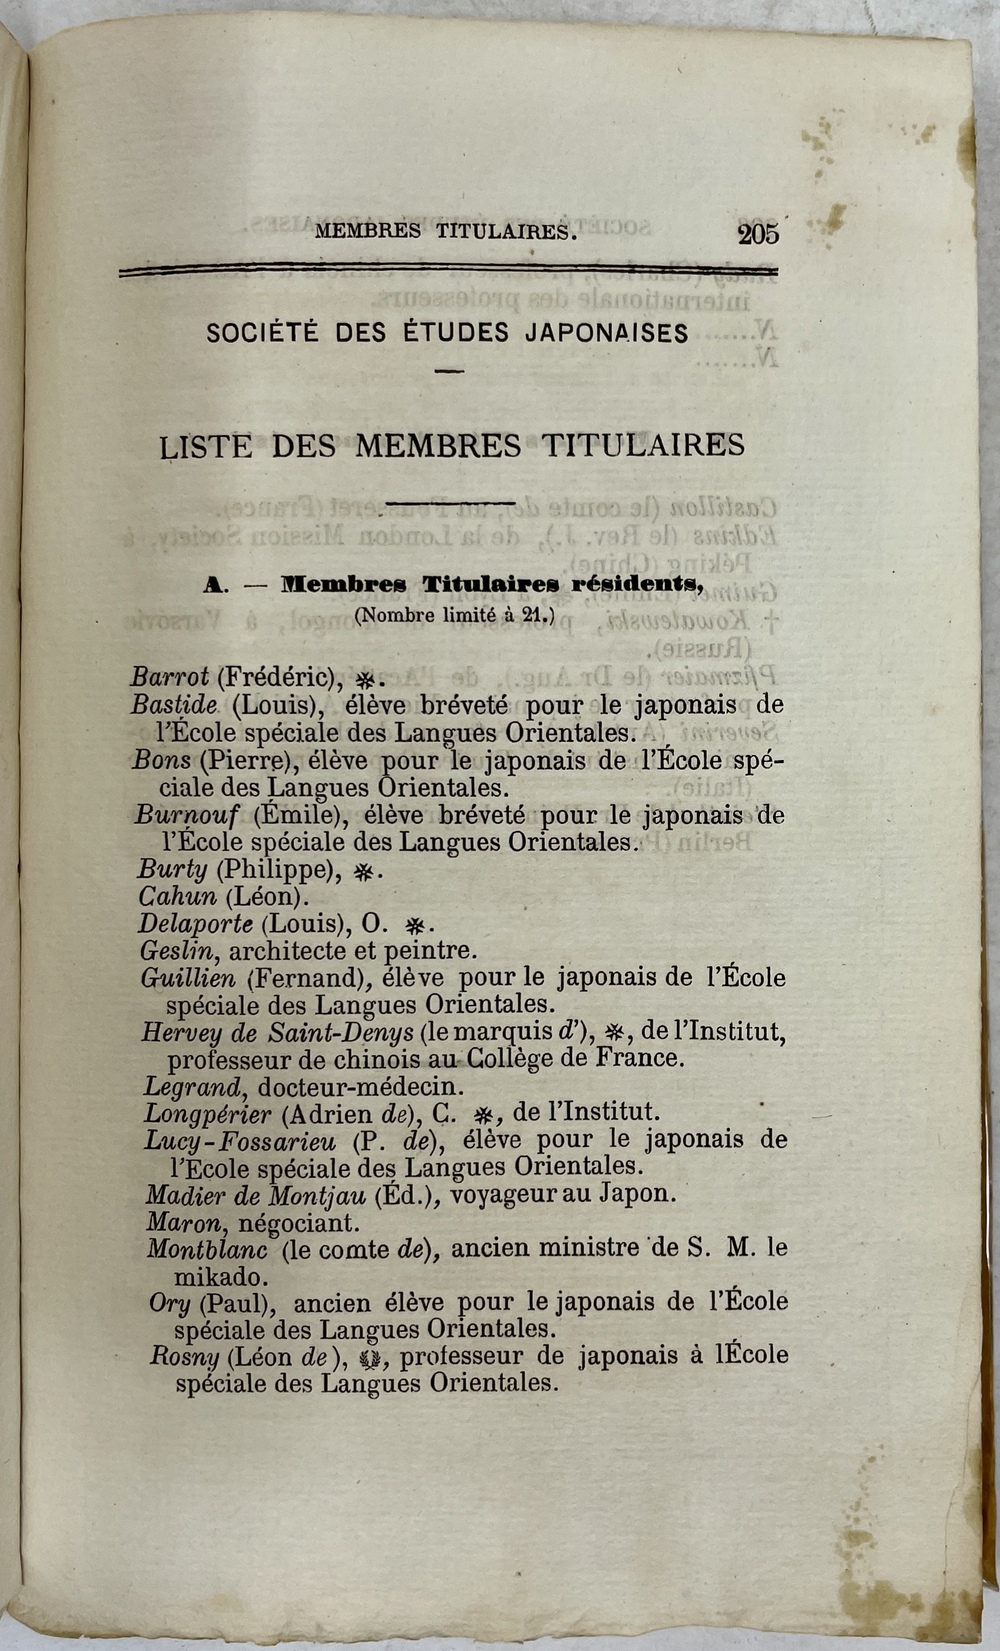 MEMBRES TITULAIRES. 205
SOCIÉTÉ DES ÉTUDES JAPONAISES
LISTE DES MEMBRES TITULAIRES
A. — Membres Titulaires résidents,
(Nombre limité à 21.)
Barrot (Frédéric), ✻.
Bastide (Louis), élève bréveté pour le japonais de
l'École spéciale des Langues Orientales.
Bons (Pierre), élève pour le japonais de l'École spé-
ciale des Langues Orientales.
Burnouf (Émile), élève bréveté pour le japonais de
l'École spéciale des Langues Orientales.
Burty (Philippe), ✻.
Cahun (Léon).
Delaporte (Louis), O. ✻.
Geslin, architecte et peintre.
Guillien (Fernand), élève pour le japonais de l'École
spéciale des Langues Orientales.
Hervey de Saint-Denys (le marquis d'), ✻, de l'Institut,
professeur de chinois au Collège de France.
Legrand, docteur-médecin.
Longpérier (Adrien de), C. ✻, de l'Institut.
Lucy-Fossarieu (P. de), élève pour le japonais de
l'Ecole spéciale des Langues Orientales.
Madier de Montjau (Éd.), voyageur au Japon.
Maron, négociant.
Montblanc (le comte de), ancien ministre de S. M. le
mikado.
Ory (Paul), ancien élève pour le japonais de l'École
spéciale des Langues Orientales.
Rosny (Léon de), professeur de japonais à lÉcole
spéciale des Langues Orientales.